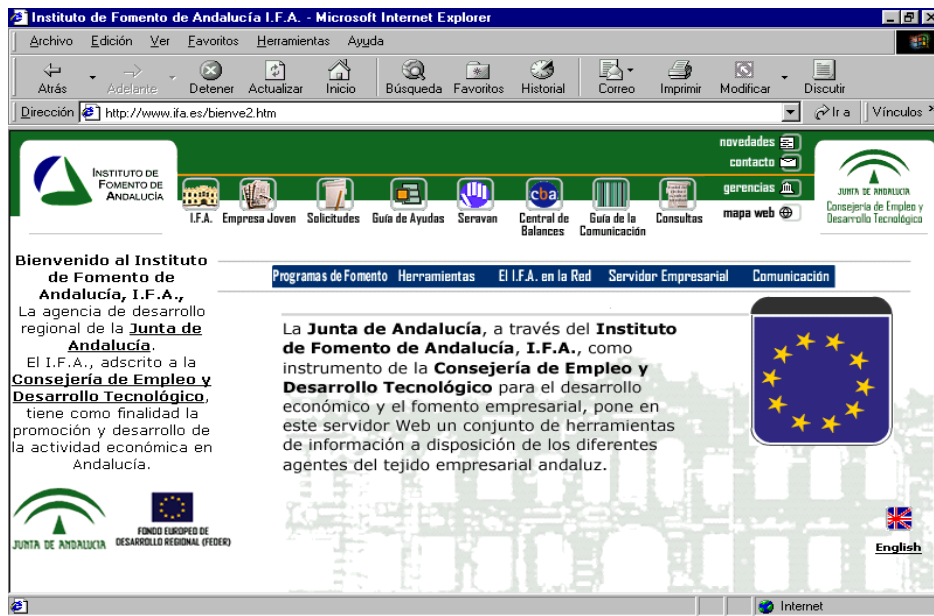 Instituto de Fomento de Andalucía I.F.A. - Microsoft Internet Explorer
Archivo Edición Ver Favoritos Herramientas Ayuda
Atrás Adelante Detener Actualizar Inicio Búsqueda Favoritos Historial Correo Imprimir Modificar Discutir
Dirección http://www.ifa.es/bienve2.htm Ir a Vínculos »
INSTITUTO DE
FOMENTO DE
ANDALUCÍA
novedades
contacto
gerencias
mapa web
I.F.A. Empresa Joven Solicitudes Guía de Ayudas Seravan Central de Balances Guía de la Comunicación Consultas
cba
JUNTA DE ANDALUCIA
Consejería de Empleo y
Desarrollo Tecnológico
Programas de Fomento Herramientas El I.F.A. en la Red Servidor Empresarial Comunicación
Bienvenido al Instituto
de Fomento de
Andalucía, I.F.A.,
La agencia de desarrollo
regional de la Junta de
Andalucía.
El I.F.A., adscrito a la
Consejería de Empleo y
Desarrollo Tecnológico,
tiene como finalidad la
promoción y desarrollo de
la actividad económica en
Andalucía.
JUNTA DE ANDALUCIA
FONDO EUROPEO DE
DESARROLLO REGIONAL (FEDER)
La Junta de Andalucía, a través del Instituto
de Fomento de Andalucía, I.F.A., como
instrumento de la Consejería de Empleo y
Desarrollo Tecnológico para el desarrollo
económico y el fomento empresarial, pone en
este servidor Web un conjunto de herramientas
de información a disposición de los diferentes
agentes del tejido empresarial andaluz.
English
Internet